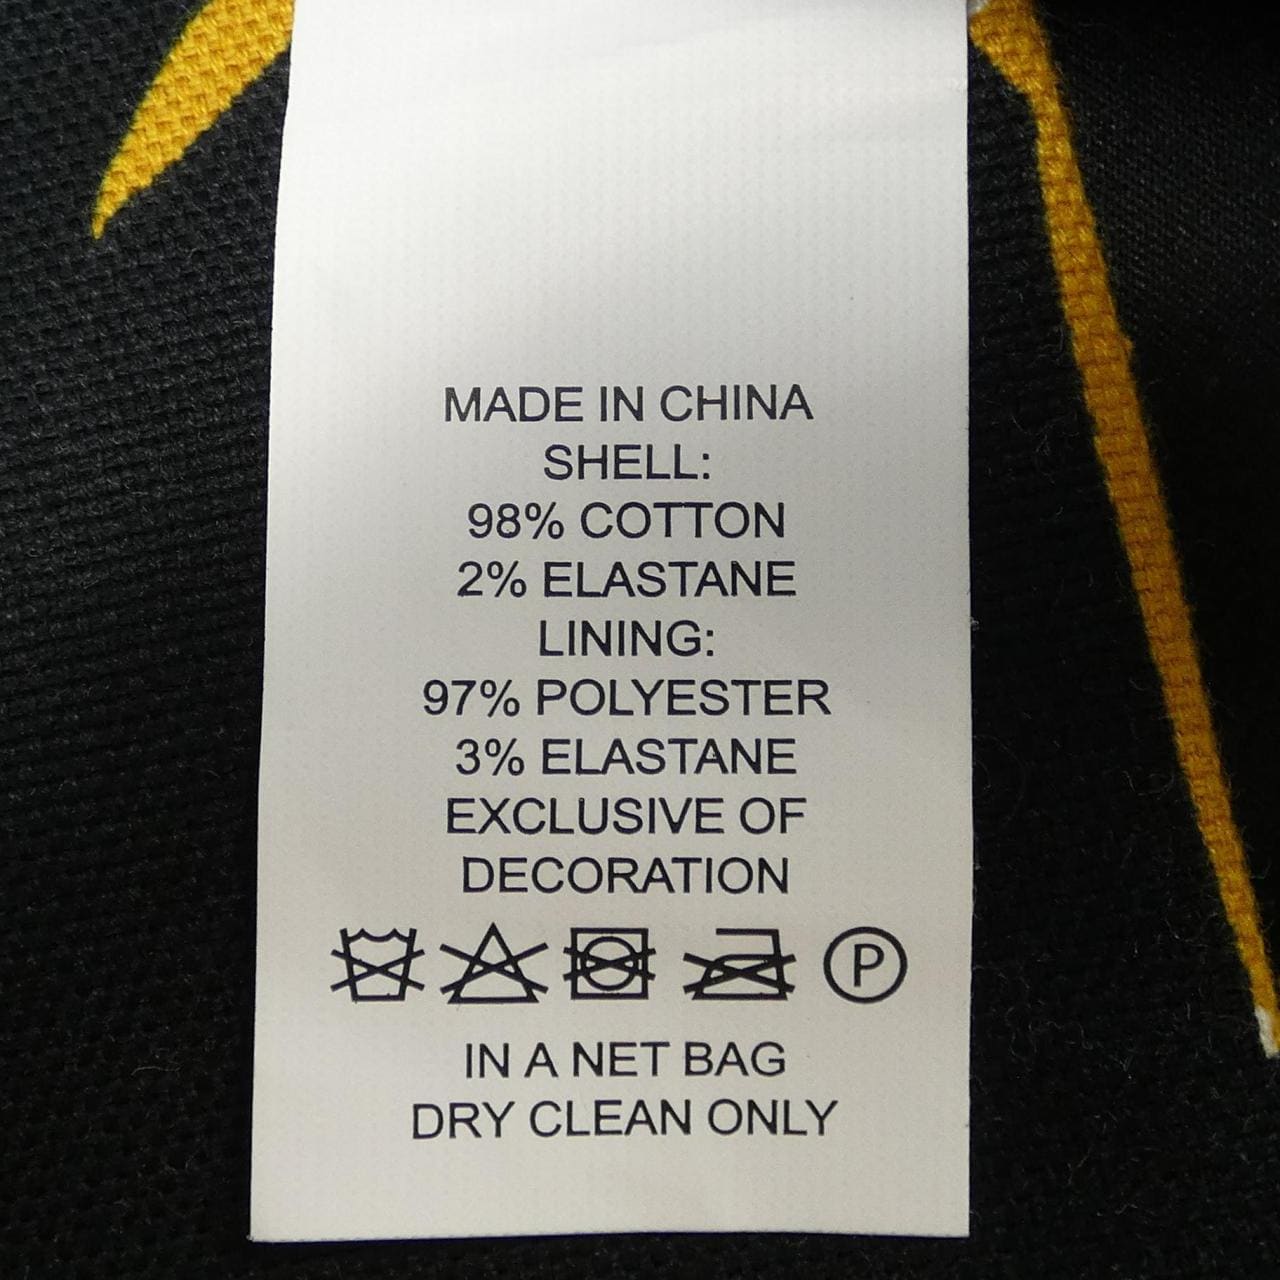 MADE IN CHINA
SHELL:
98% COTTON
2% ELASTANE
LINING:
97% POLYESTER
3% ELASTANE
EXCLUSIVE OF
DECORATION
P
IN A NET BAG
DRY CLEAN ONLY